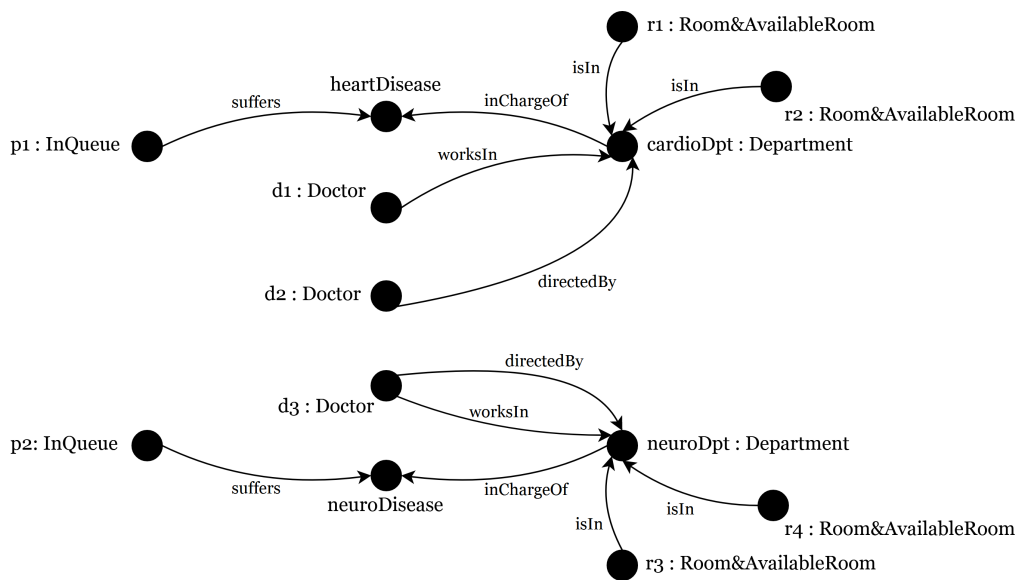 r1 : Room&AvailableRoom
isIn
heartDisease
isIn
suffers
inChargeOf
r2 : Room&AvailableRoom
p1 : InQueue
cardioDpt : Department
worksIn
d1 : Doctor
d2 : Doctor
directedBy
directedBy
d3 : Doctor
worksIn
p2: InQueue
neuroDpt : Department
suffers
inChargeOf
neuroDisease
isIn
isIn
r4 : Room&AvailableRoom
r3 : Room&AvailableRoom